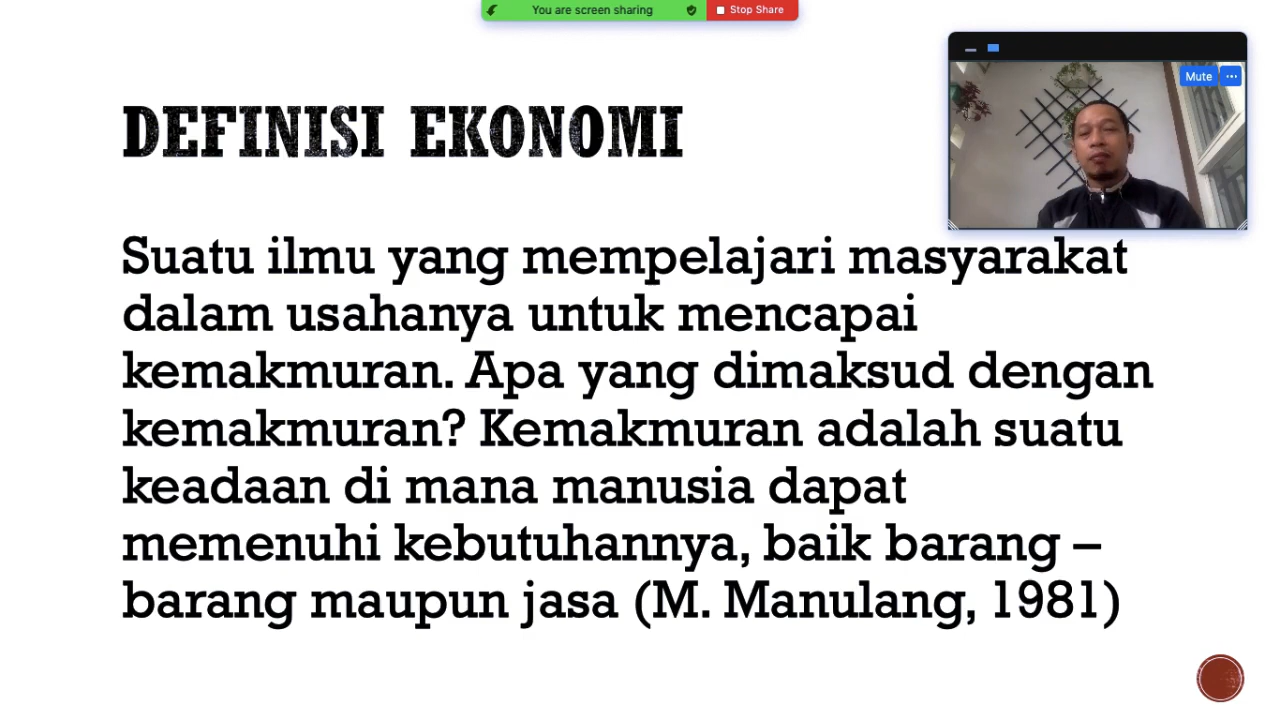 You are screen sharing
Stop Share
Mute
DEFINISI EKONOMI
Suatu ilmu yang mempelajari masyarakat
dalam usahanya untuk mencapai
kemakmuran. Apa yang dimaksud dengan
kemakmuran? Kemakmuran adalah suatu
keadaan di mana manusia dapat
memenuhi kebutuhannya, baik barang –
barang maupun jasa (M. Manulang, 1981)